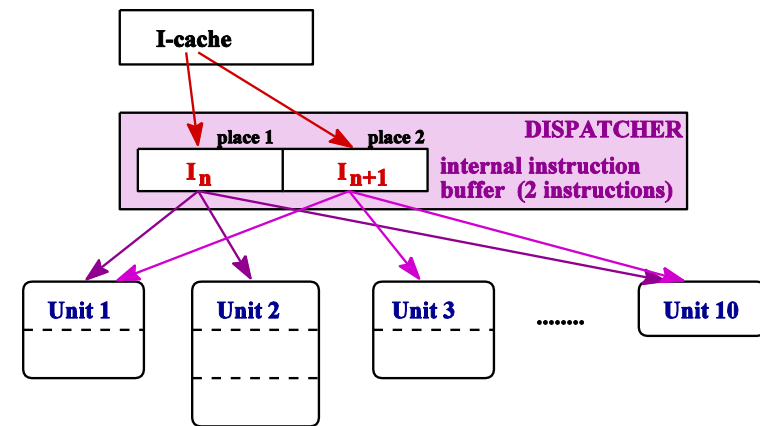 I-cache
place 1
place 2
DISPATCHER
In
In+1
internal instruction
buffer (2 instructions)
Unit 1
Unit 2
Unit 3
........
Unit 10